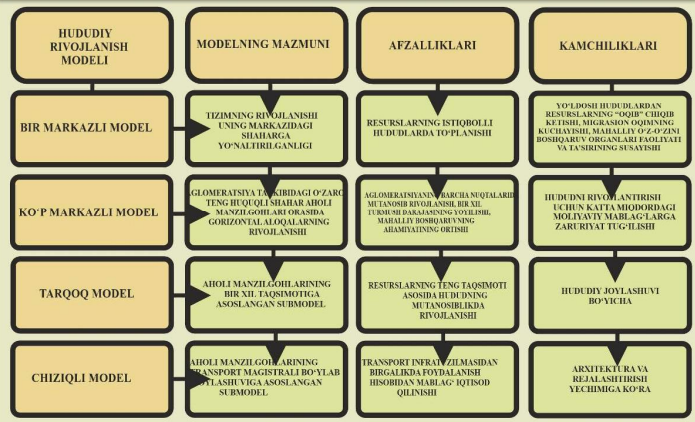 HUDUDIY
RIVOJLANISH
MODELI
MODELNING MAZMUNI
AFZALLIKLARI
KAMCHILIKLARI
BIR MARKAZLI MODEL
TIZIMNING RIVOJLANISHI
UNING MARKAZIDAGI
SHAHARGA
YO‘NALTIRILGANLIGI
RESURSLARNING ISTIQBOLLI
HUDUDLARDA TO‘PLANISHI
YO‘LDOSH HUDUDLARDAN
RESURSLARNING “OQIB” CHIQIB
KETISHI, MIGRASION OQIMNING
KUCHAYISHI, MAHALLIY O‘Z-O‘ZINI
BOSHQARUV ORGANLARI FAOLIYATI
VA TA'SIRINING SUSAYISHI
KO‘P MARKAZLI MODEL
AGLOMERATSIYA TARKIBIDAGI O‘ZARO
TENG HUQUQLI SHAHAR AHOLI
MANZILGOHLARI ORASIDA
GORIZONTAL ALOQALARNING
RIVOJLANISHI
AGLOMERATSIYANING BARCHA NUQTALARIDA
MUTANOSIB RIVOJLANISH, BIR XIL
TURMUSH DARAJASINING YOYILISHI,
MAHALLIY BOSHQARUVNING
AHAMIYATINING ORTISHI
HUDUDNI RIVOJLANTIRISH
UCHUN KATTA MIQDORDAGI
MOLIYAVIY MABLAG‘LARGA
ZARURIYAT TUG‘ILISHI
TARQOQ MODEL
AHOLI MANZILGOHLARINING
BIR XIL TAQSIMOTIGA
ASOSLANGAN SUBMODEL
RESURSLARNING TENG TAQSIMOTI
ASOSIDA HUDUDNING
MUTANOSIBLIKDA
RIVOJLANISHI
HUDUDIY JOYLASHUVI
BO‘YICHA
CHIZIQLI MODEL
AHOLI MANZILGOHLARINING
TRANSPORT MAGISTRALI BO‘YLAB
JOYLASHUVIGA ASOSLANGAN
SUBMODEL
TRANSPORT INFRATUZILMASIDAN
BIRGALIKDA FOYDALANISH
HISOBIDAN MABLAG‘ IQTISOD
QILINISHI
ARXITEKTURA VA
REJALASHTIRISH
YECHIMIGA KO‘RA